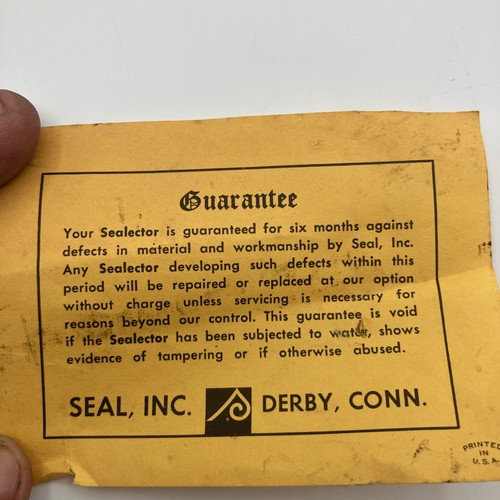 Guarantee
Your Sealector is guaranteed for six months against
defects in material and workmanship by Seal, Inc.
Any Sealector developing such defects within this
period will be repaired or replaced at our option
without charge unless servicing is necessary for
reasons beyond our control. This guarantee is void
if the Sealector has been subjected to water, shows
evidence of tampering or if otherwise abused.
SEAL, INC. DERBY, CONN.
PRINTED
IN
U.S.A.